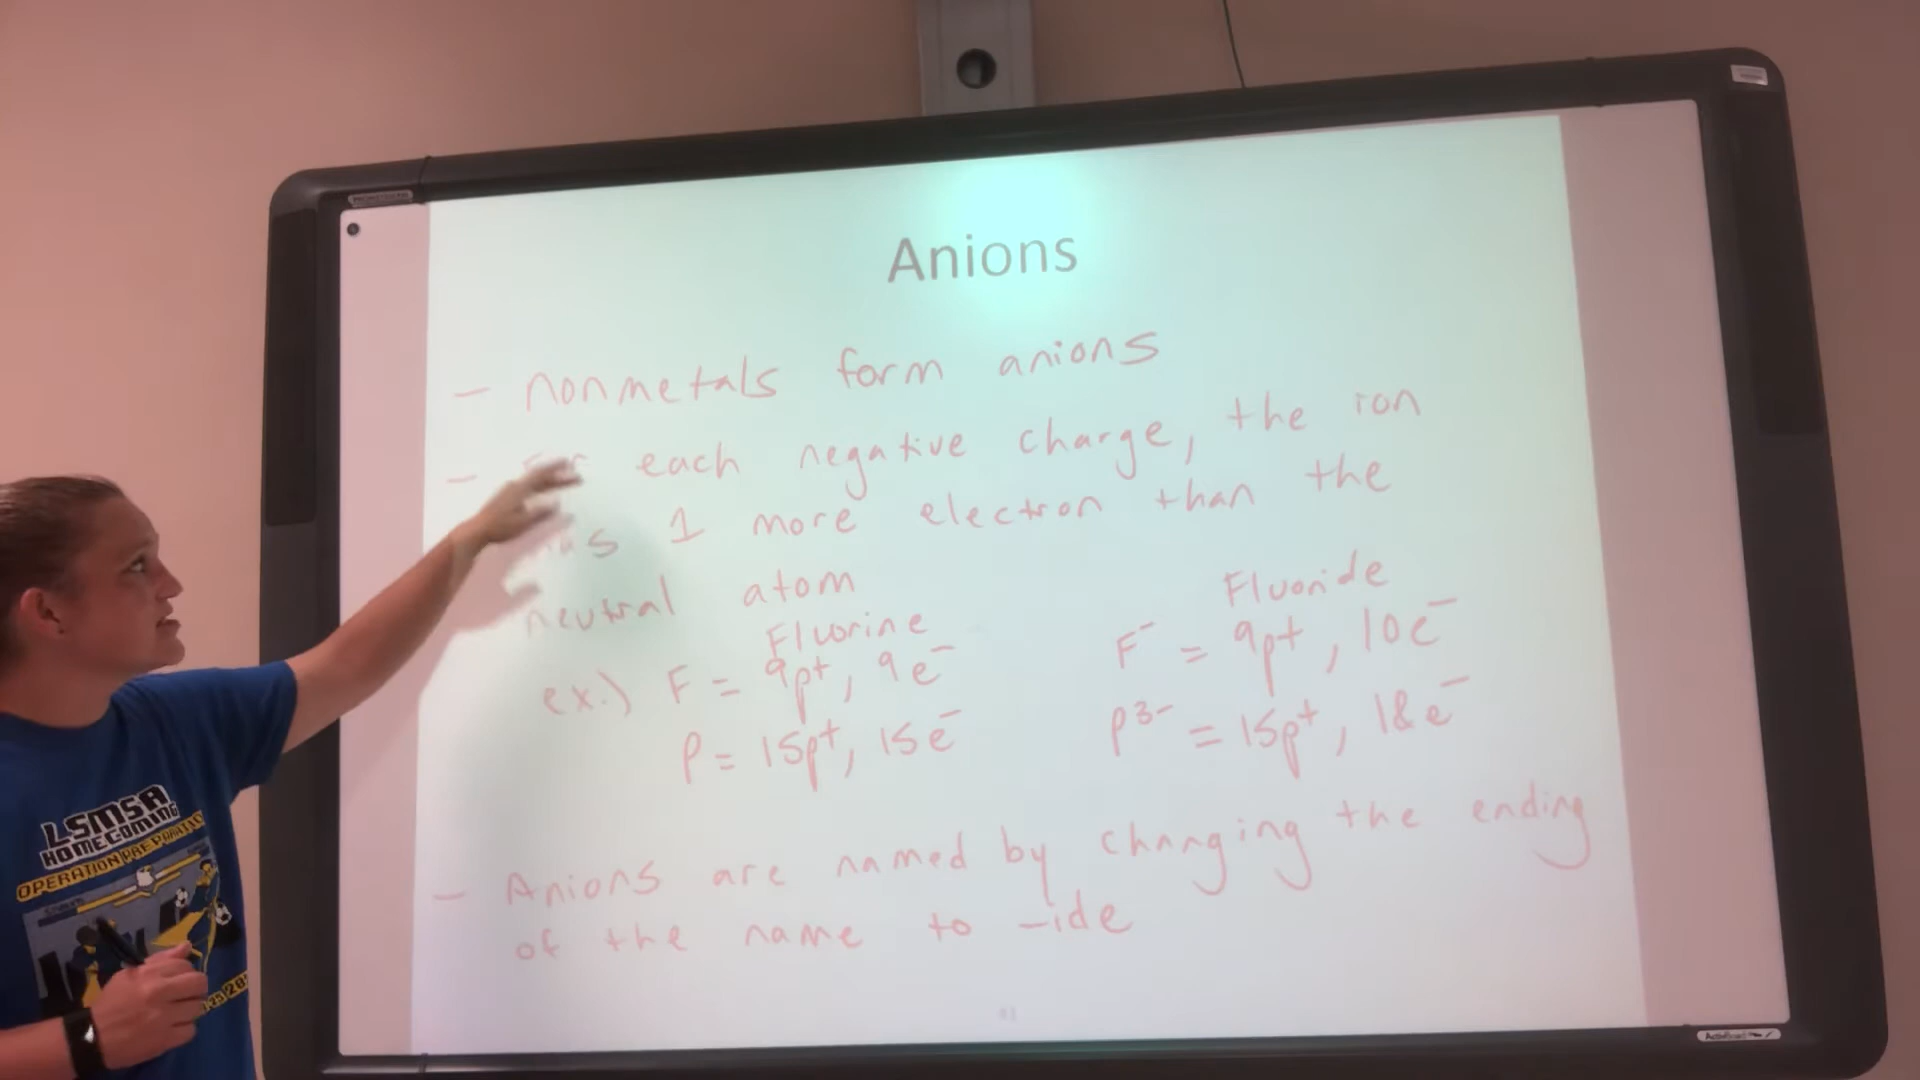 Anions
- nonmetals form anions
- For each negative charge, the ion
has 1 more electron than the
neutral atom
Fluorine
Fluoride
ex.) F = 9p+, 9e-
F- = 9p+, 10e-
P = 15p+, 15e-
P3- = 15p+, 18e-
- Anions are named by changing the ending
of the name to -ide
LSMSA
HOMECOMING
OPERATION PREPARATIO